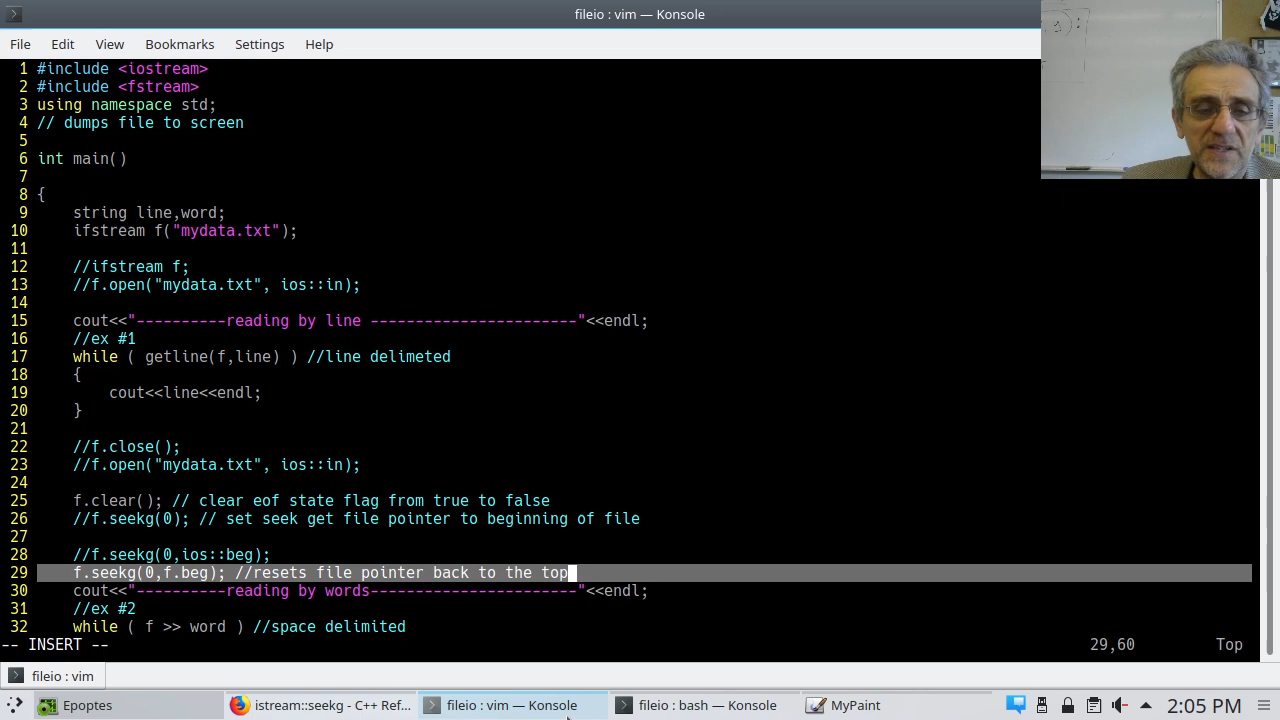 fileio : vim — Konsole
File Edit View Bookmarks Settings Help
1 #include <iostream>
2 #include <fstream>
3 using namespace std;
4 // dumps file to screen
5
6 int main()
7
8 {
9 string line,word;
10 ifstream f("mydata.txt");
11
12 //ifstream f;
13 //f.open("mydata.txt", ios::in);
14
15 cout<<"----------reading by line -----------------------"<<endl;
16 //ex #1
17 while ( getline(f,line) ) //line delimeted
18 {
19 cout<<line<<endl;
20 }
21
22 //f.close();
23 //f.open("mydata.txt", ios::in);
24
25 f.clear(); // clear eof state flag from true to false
26 //f.seekg(0); // set seek get file pointer to beginning of file
27
28 //f.seekg(0,ios::beg);
29 f.seekg(0,f.beg); //resets file pointer back to the top
30 cout<<"----------reading by words-----------------------"<<endl;
31 //ex #2
32 while ( f >> word ) //space delimited
-- INSERT -- 29,60 Top
fileio : vim
Epoptes istream::seekg - C++ Ref... fileio : vim — Konsole fileio : bash — Konsole MyPaint 2:05 PM